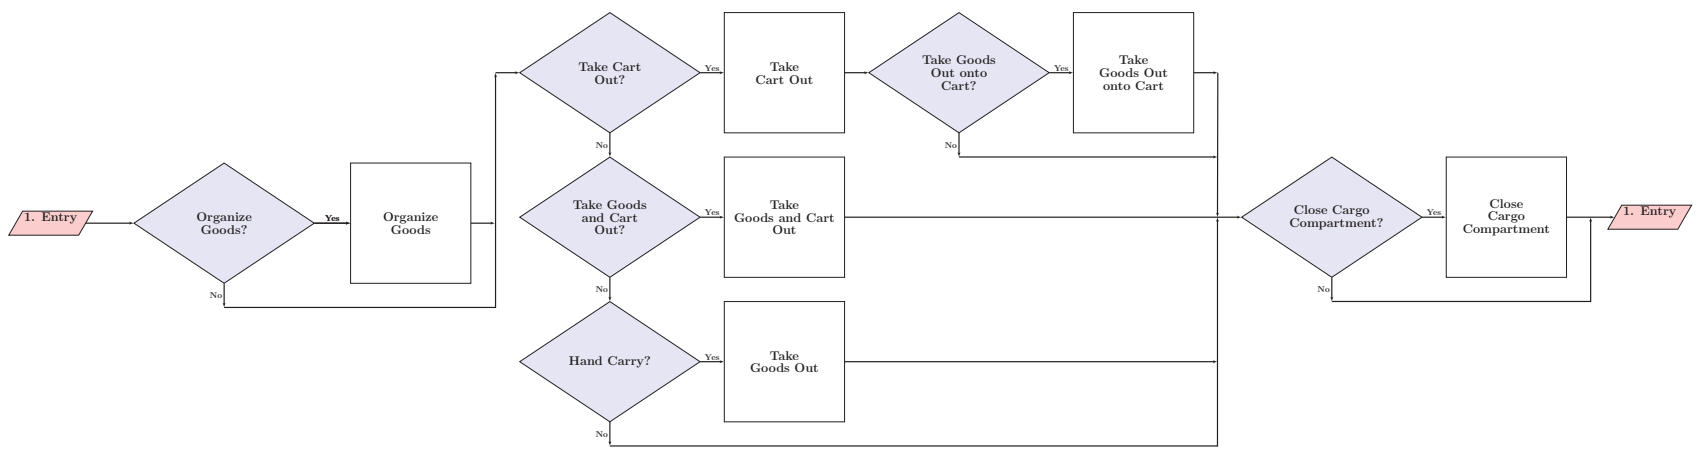 1. Entry
Organize
Goods?
Yes
No
Organize
Goods
Take Cart
Out?
Yes
No
Take
Cart Out
Take Goods
Out onto
Cart?
Yes
No
Take
Goods Out
onto Cart
Take Goods
and Cart
Out?
Yes
No
Take
Goods and Cart
Out
Hand Carry?
Yes
No
Take
Goods Out
Close Cargo
Compartment?
Yes
No
Close
Cargo
Compartment
1. Entry